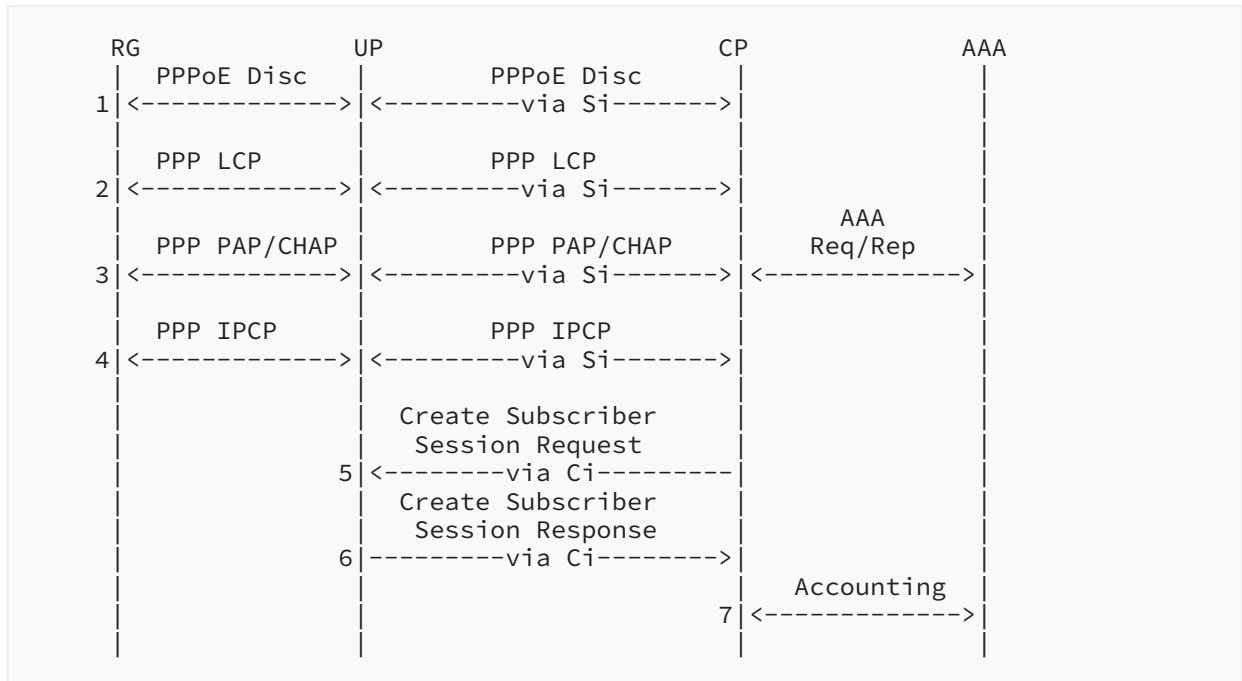 RG UP CP AAA
PPPoE Disc PPPoE Disc
1|<------------->|<---------via Si------->|
PPP LCP PPP LCP
2|<------------->|<---------via Si------->|
AAA
PPP PAP/CHAP PPP PAP/CHAP Req/Rep
3|<------------->|<---------via Si------->|<------------->|
PPP IPCP PPP IPCP
4|<------------->|<---------via Si------->|
Create Subscriber
Session Request
5|<--------via Ci---------|
Create Subscriber
Session Response
6|---------via Ci-------->|
Accounting
7|<------------->|